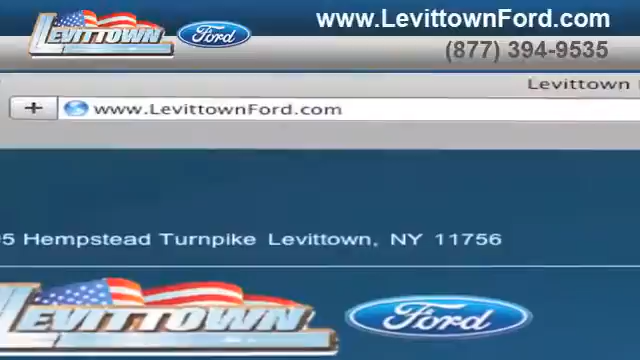 LEVITTOWN Ford www.LevittownFord.com
(877) 394-9535
Levittown
+ www.LevittownFord.com
5 Hempstead Turnpike Levittown, NY 11756
LEVITTOWN Ford